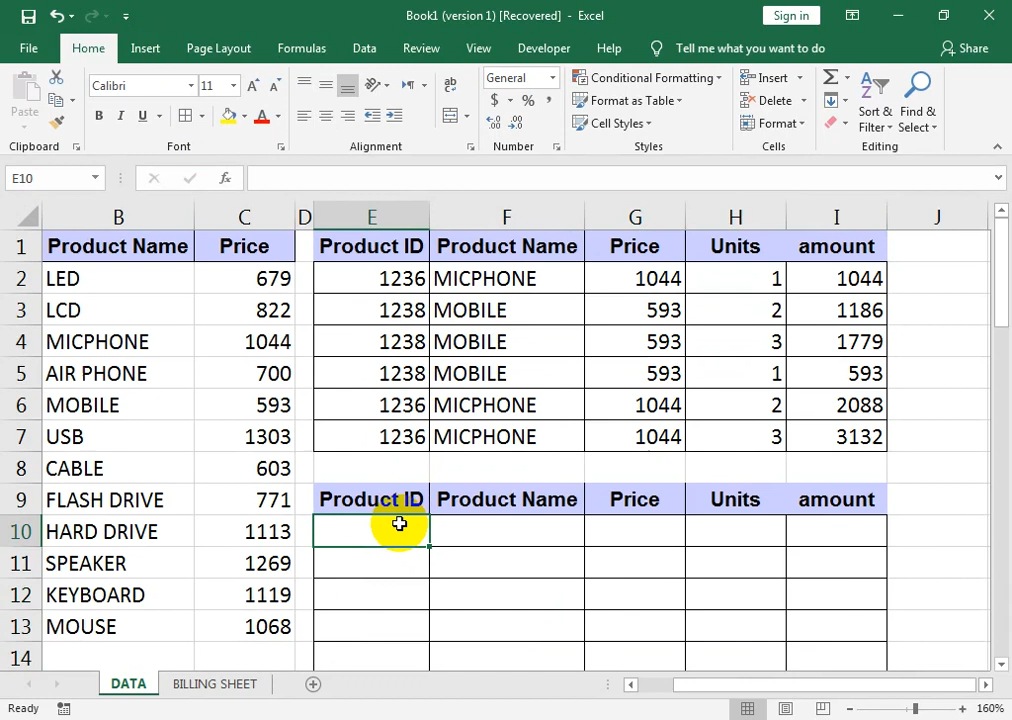 Book1 (version 1) [Recovered] - Excel
Sign in
File Home Insert Page Layout Formulas Data Review View Developer Help Tell me what you want to do Share
Calibri 11 General Conditional Formatting Insert
Paste B I U $ % , Format as Table Delete Sort & Filter Find & Select
Cell Styles Format
Clipboard Font Alignment Number Styles Cells Editing
E10 fx
B C D E F G H I J
1 Product Name Price Product ID Product Name Price Units amount
2 LED 679 1236 MICPHONE 1044 1 1044
3 LCD 822 1238 MOBILE 593 2 1186
4 MICPHONE 1044 1238 MOBILE 593 3 1779
5 AIR PHONE 700 1238 MOBILE 593 1 593
6 MOBILE 593 1236 MICPHONE 1044 2 2088
7 USB 1303 1236 MICPHONE 1044 3 3132
8 CABLE 603
9 FLASH DRIVE 771 Product ID Product Name Price Units amount
10 HARD DRIVE 1113
11 SPEAKER 1269
12 KEYBOARD 1119
13 MOUSE 1068
14
DATA BILLING SHEET
Ready 160%